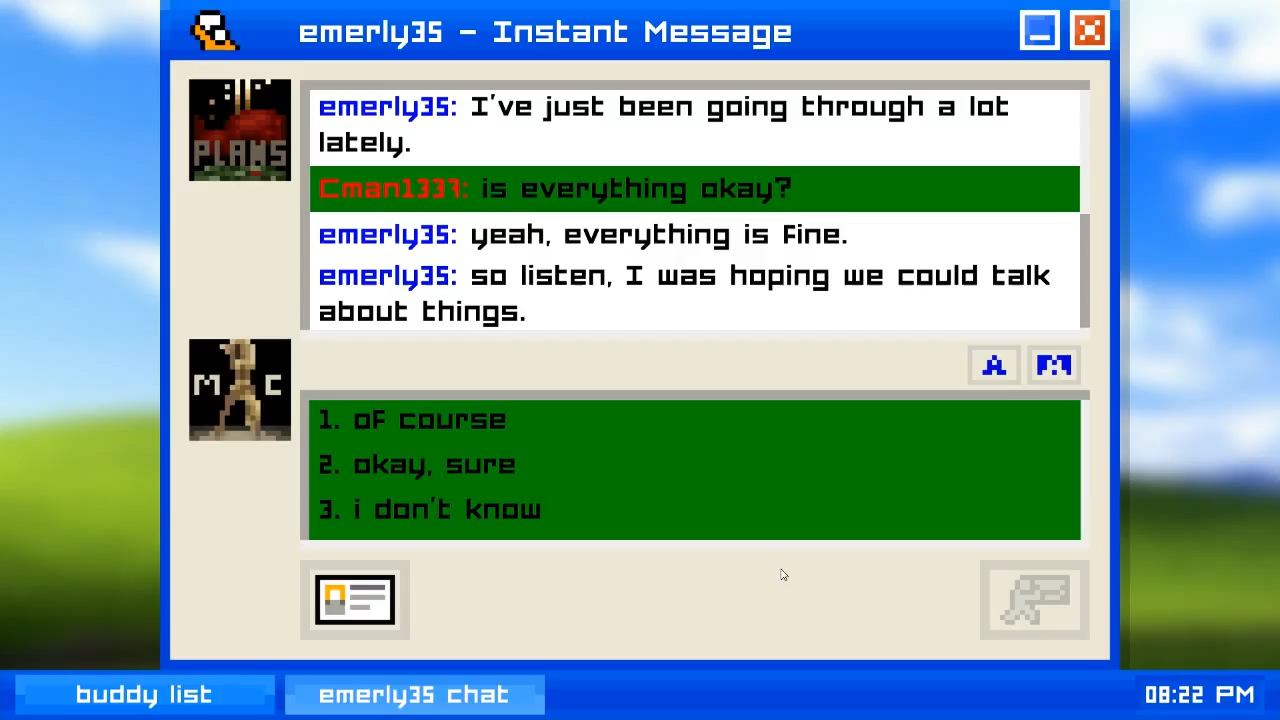 emerly35 - Instant Message
emerly35: I've just been going through a lot
lately.
PLANS
Cman1337: is everything okay?
emerly35: yeah, everything is fine.
emerly35: so listen, I was hoping we could talk
about things.
A
M C
1. of course
2. okay, sure
3. i don't know
buddy list
emerly35 chat
08:22 PM